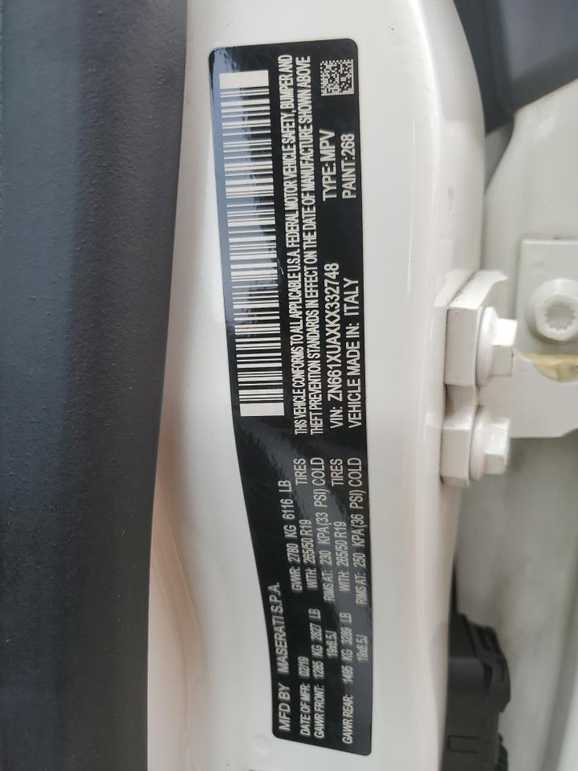 MFD BY MASERATI S.P.A.
DATE OF MFR: 02/19 GVWR: 2780 KG 6116 LB TIRES
GAWR FRONT: 1285 KG 2827 LB WITH: 265/50 R19
19x8.5J RIMS AT: 230 KPA(33 PSI) COLD
GAWR REAR: 1495 KG 3289 LB WITH: 265/50 R19 TIRES
19x8.5J RIMS AT: 250 KPA(36 PSI) COLD
THIS VEHICLE CONFORMS TO ALL APPLICABLE U.S.A. FEDERAL MOTOR VEHICLE SAFETY, BUMPER AND
THEFT PREVENTION STANDARDS IN EFFECT ON THE DATE OF MANUFACTURE SHOWN ABOVE
VIN: ZN661XUAXKX332748 TYPE: MPV
VEHICLE MADE IN: ITALY PAINT: 268